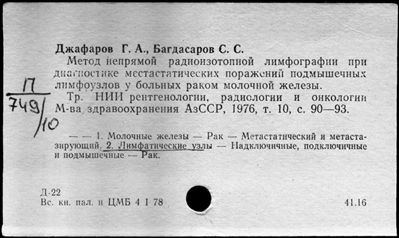 Джафаров Г. А., Багдасаров С. С.
Метод непрямой радиоизотопной лимфографии при
диагностике местастатических поражений подмышечных
лимфоузлов у больных раком молочной железы.
П
749/10
Тр. НИИ рентгенологии, радиологии и онкологии
М-ва здравоохранения АзССР, 1976, т. 10, с. 90—93.
— — 1. Молочные железы — Рак — Метастатический и метаста-
зирующий. 2. Лимфатические узлы — Надключичные, подключичные
и подмышечные — Рак.
Д-22
Вс. кн. пал. и ЦМБ 4 I 78
41.16